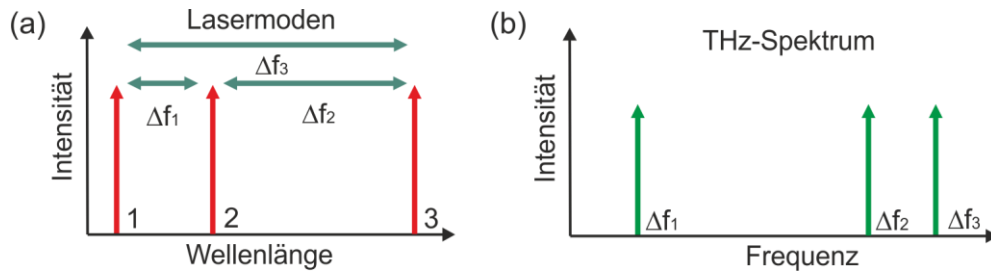 (a)
Lasermoden
Δf3
Δf1
Δf2
Intensität
1
2
3
Wellenlänge
(b)
THz-Spektrum
Intensität
Δf1
Δf2
Δf3
Frequenz